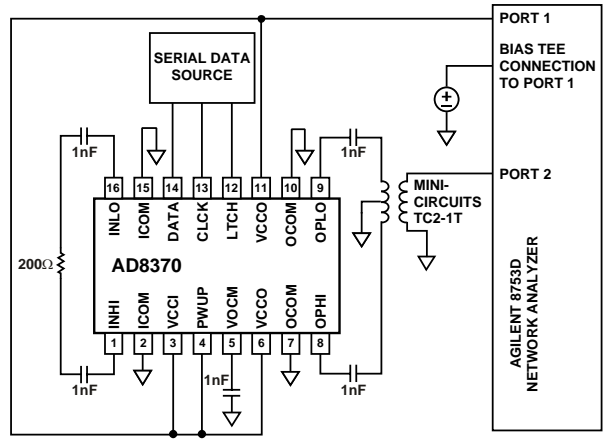 PORT 1
BIAS TEE
CONNECTION
TO PORT 1
SERIAL DATA
SOURCE
1nF
1nF
PORT 2
16 15 14 13 12 11 10 9
MINI-
CIRCUITS
TC2-1T
INLO ICOM DATA CLCK LTCH VCCO OCOM OPLO
200Ω
AD8370
INHI ICOM VCCI PWUP VOCM VCCO OCOM OPHI
1 2 3 4 5 6 7 8
1nF
1nF
1nF
AGILENT 8753D
NETWORK ANALYZER